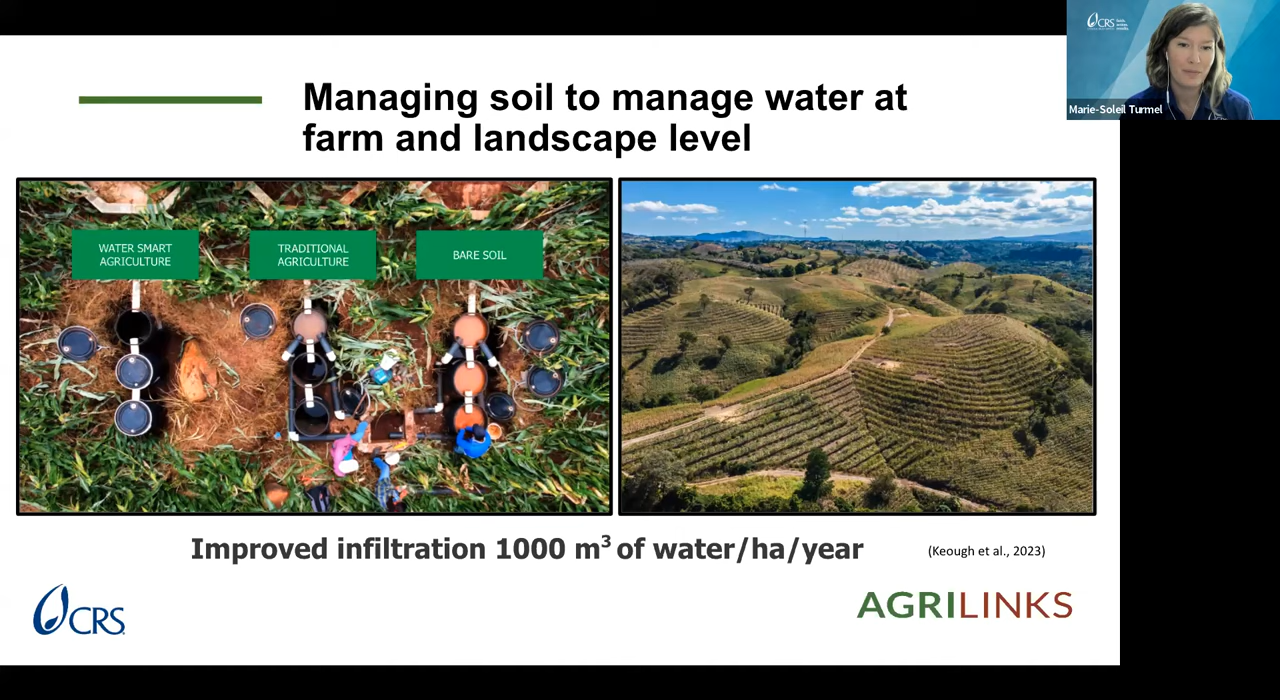 Managing soil to manage water at
farm and landscape level
CRS
Marie-Soleil Turmel
WATER SMART
AGRICULTURE
TRADITIONAL
AGRICULTURE
BARE SOIL
Improved infiltration 1000 m³ of water/ha/year
(Keough et al., 2023)
CRS
AGRILINKS